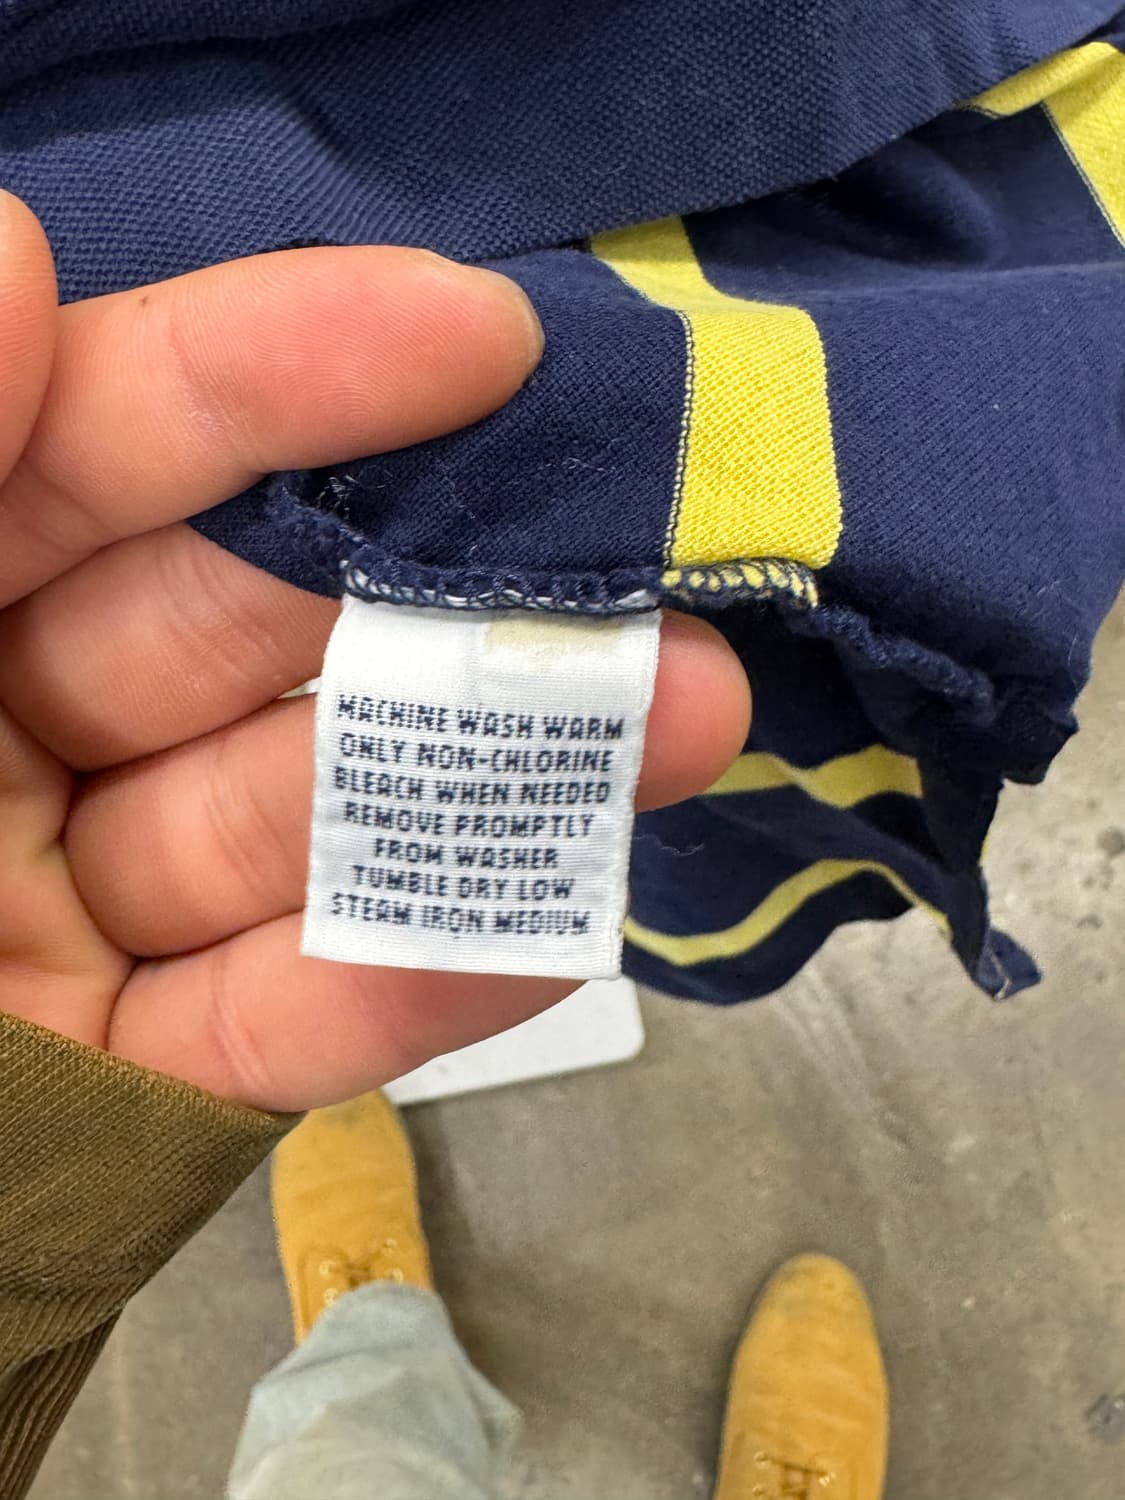 MACHINE WASH WARM
ONLY NON-CHLORINE
BLEACH WHEN NEEDED
REMOVE PROMPTLY
FROM WASHER
TUMBLE DRY LOW
STEAM IRON MEDIUM